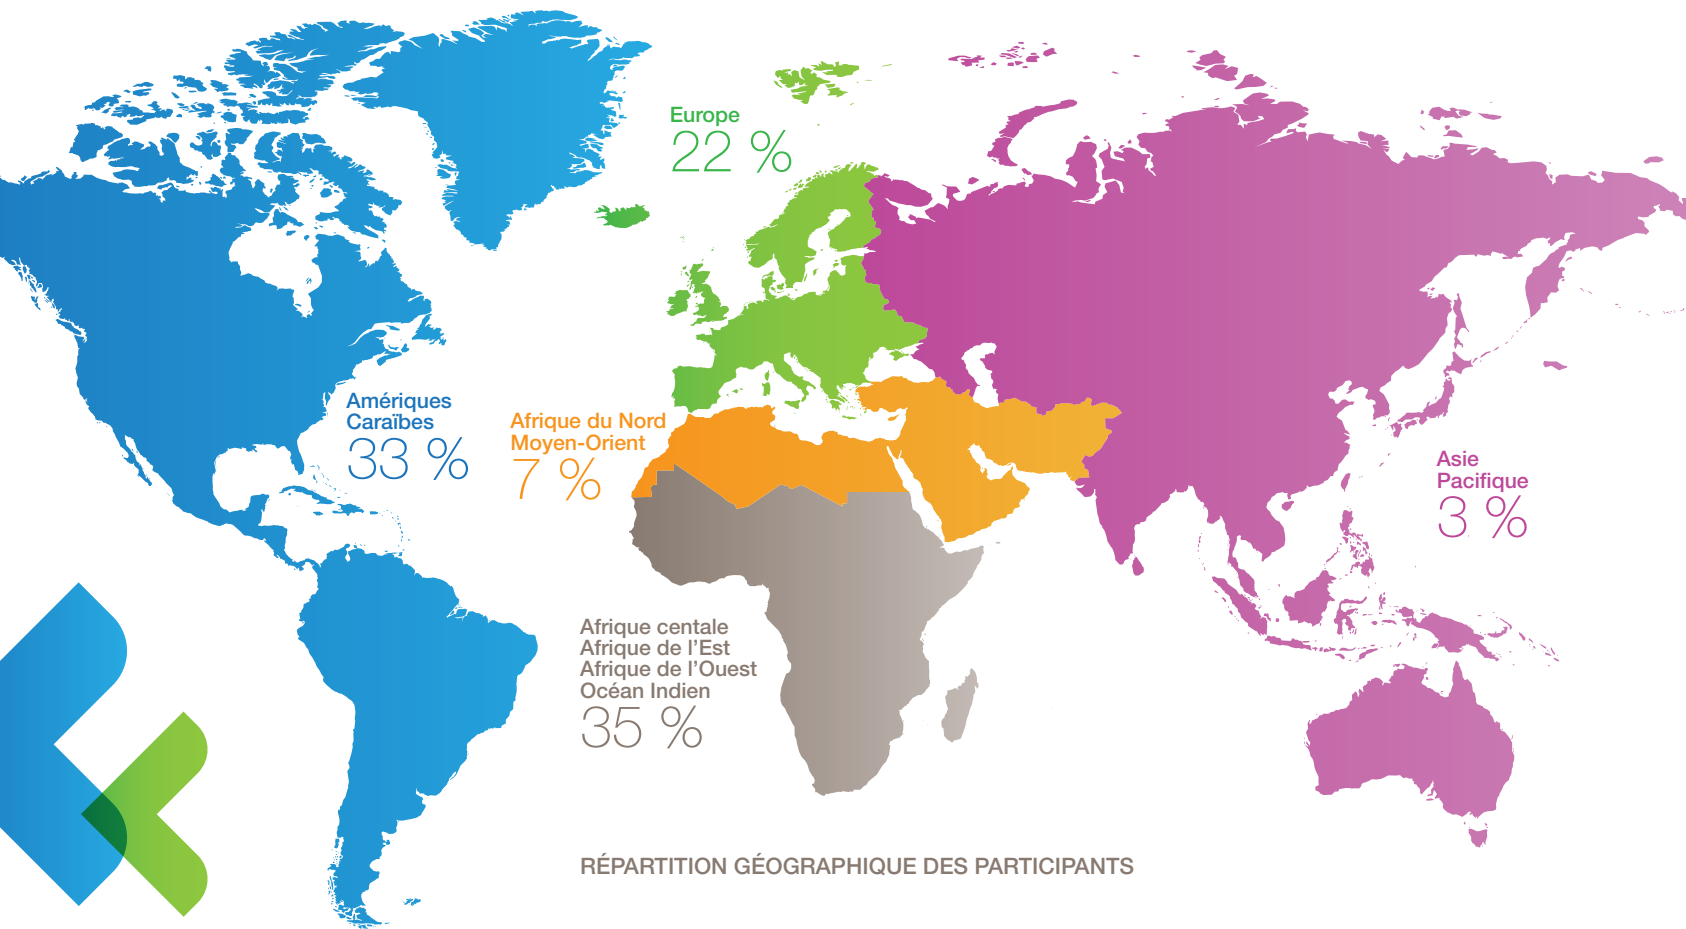 Europe
22 %
Amériques
Caraïbes
33 %
Afrique du Nord
Moyen-Orient
7 %
Asie
Pacifique
3 %
Afrique centale
Afrique de l’Est
Afrique de l’Ouest
Océan Indien
35 %
RÉPARTITION GÉOGRAPHIQUE DES PARTICIPANTS